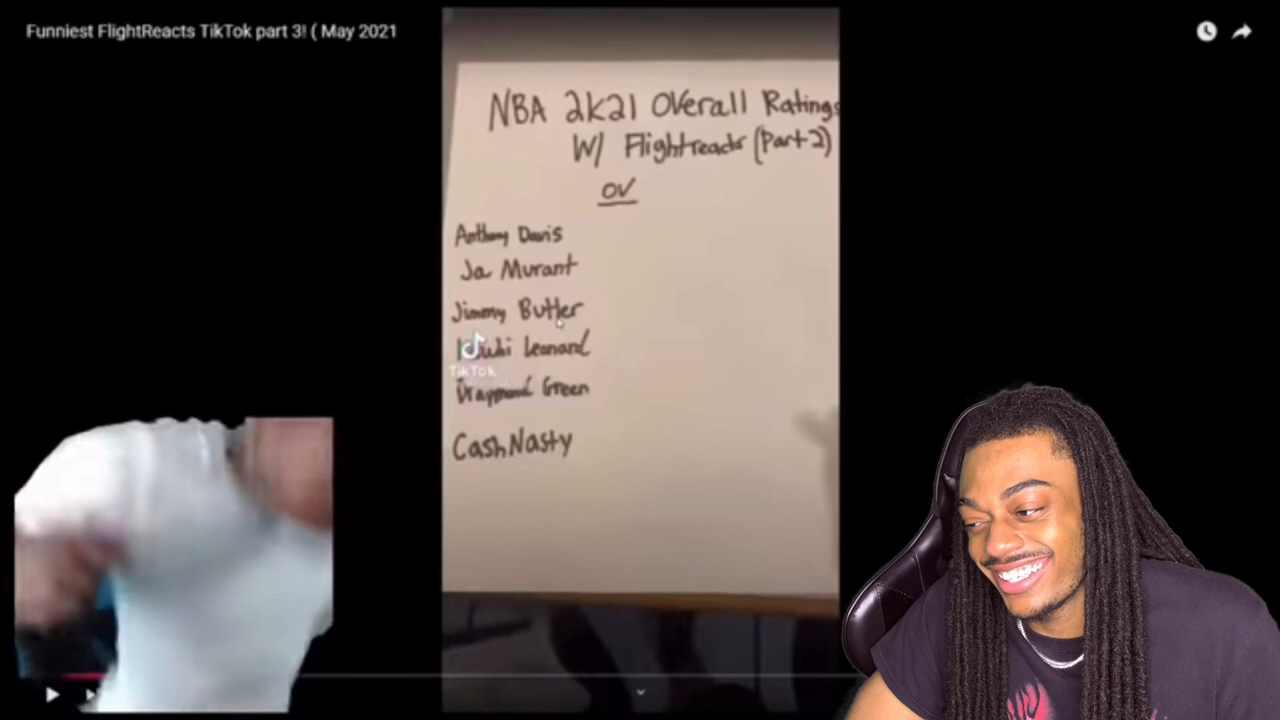 Funniest FlightReacts TikTok part 3! ( May 2021
NBA 2k21 Overall Ratings
W/ Flightreacts (Part 2)
OV
Anthony Davis
Ja Murant
Jimmy Butler
Leonard
TikTok
Draymond Green
CashNasty